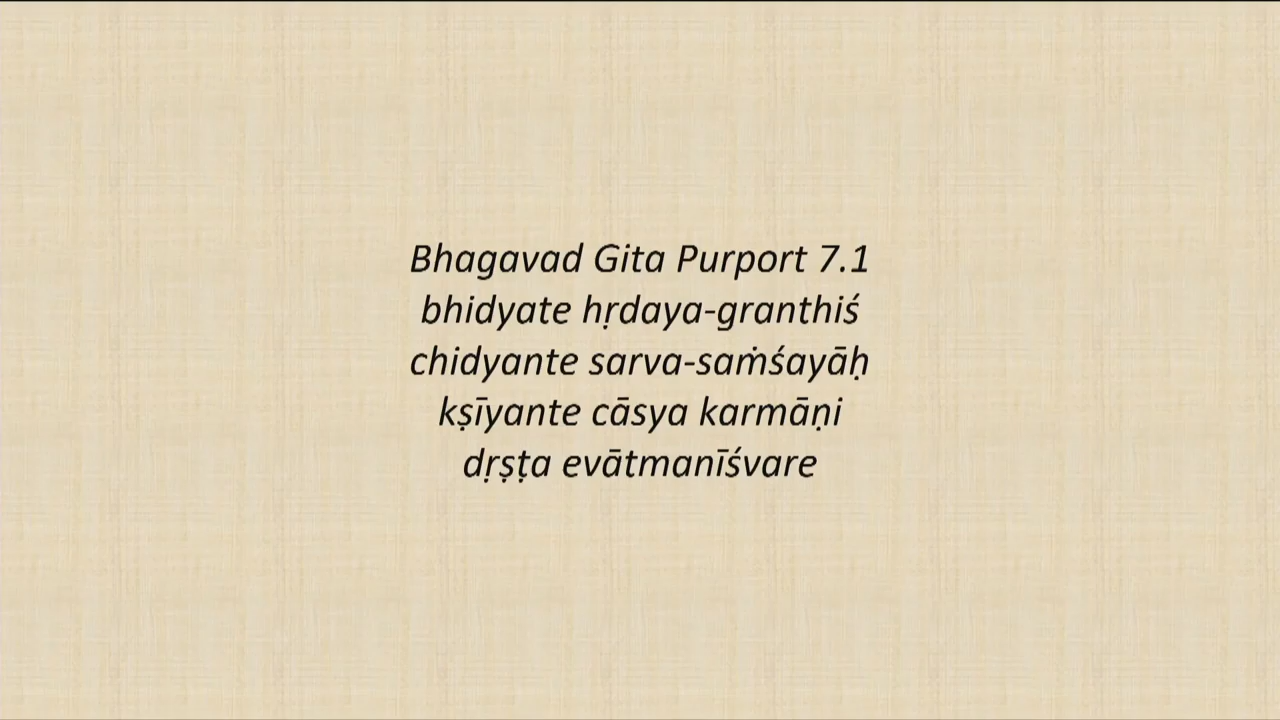 Bhagavad Gita Purport 7.1
bhidyate hṛdaya-granthiś
chidyante sarva-saṁśayāḥ
kṣīyante cāsya karmāṇi
dṛṣṭa evātmanīśvare